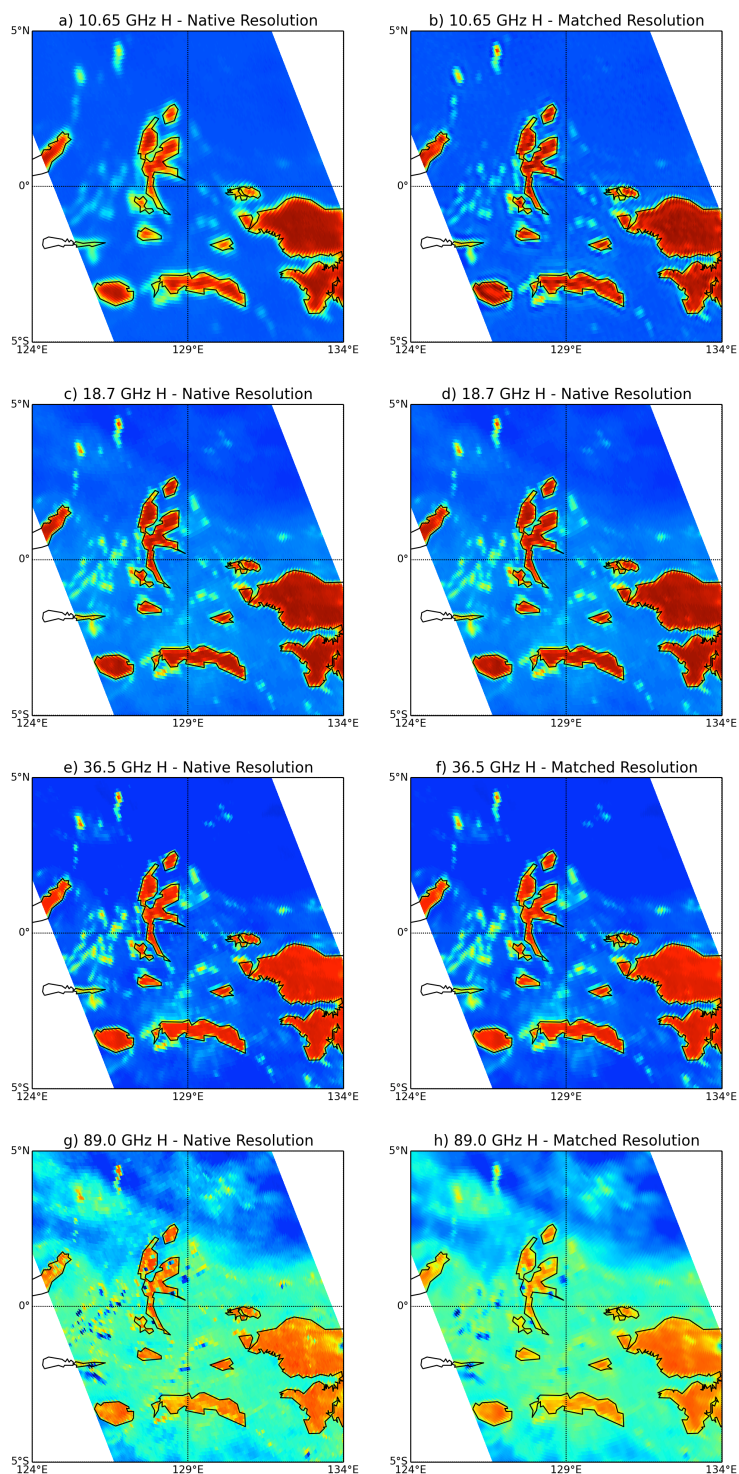 a) 10.65 GHz H - Native Resolution
b) 10.65 GHz H - Matched Resolution
5°N
5°N
0°
0°
5°S
5°S
124°E
129°E
134°E
124°E
129°E
134°E
c) 18.7 GHz H - Native Resolution
d) 18.7 GHz H - Native Resolution
5°N
5°N
0°
0°
5°S
5°S
124°E
129°E
134°E
124°E
129°E
134°E
e) 36.5 GHz H - Native Resolution
f) 36.5 GHz H - Matched Resolution
5°N
5°N
0°
0°
5°S
5°S
124°E
129°E
134°E
124°E
129°E
134°E
g) 89.0 GHz H - Native Resolution
h) 89.0 GHz H - Matched Resolution
5°N
5°N
0°
0°
5°S
5°S
124°E
129°E
134°E
124°E
129°E
134°E